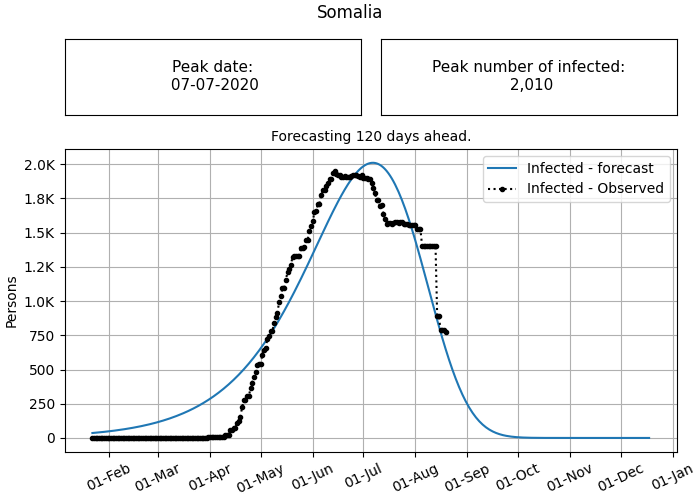 Somalia
Peak date:
07-07-2020
Peak number of infected:
2,010
Forecasting 120 days ahead.
Infected - forecast
Infected - Observed
Persons
2.0K
1.8K
1.5K
1.2K
1.0K
750
500
250
0
01-Feb
01-Mar
01-Apr
01-May
01-Jun
01-Jul
01-Aug
01-Sep
01-Oct
01-Nov
01-Dec
01-Jan